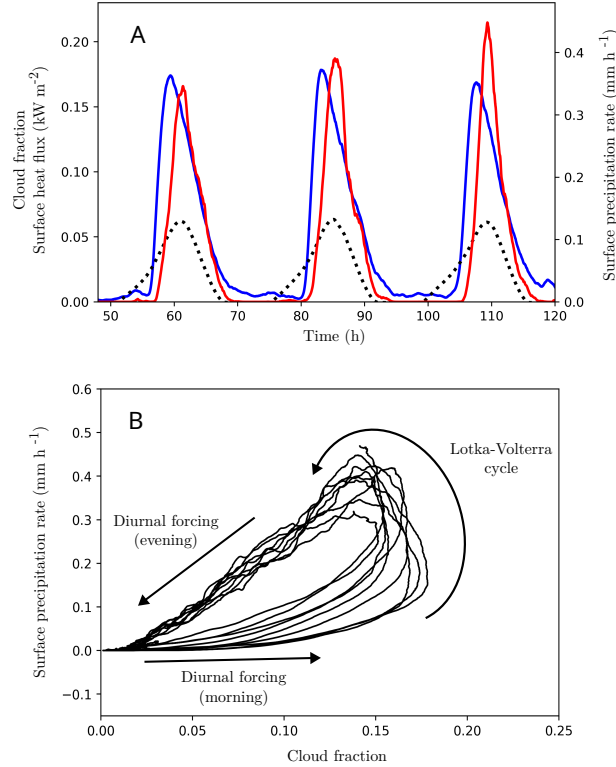 A
0.20
0.15
0.10
0.05
0.00
Cloud fraction
Surface heat flux (kW m-2)
0.4
0.3
0.2
0.1
0.0
Surface precipitation rate (mm h-1)
50 60 70 80 90 100 110 120
Time (h)
B
0.6
0.5
0.4
0.3
0.2
0.1
0.0
−0.1
Surface precipitation rate (mm h-1)
Lotka-Volterra
cycle
Diurnal forcing
(evening)
Diurnal forcing
(morning)
0.00 0.05 0.10 0.15 0.20 0.25
Cloud fraction